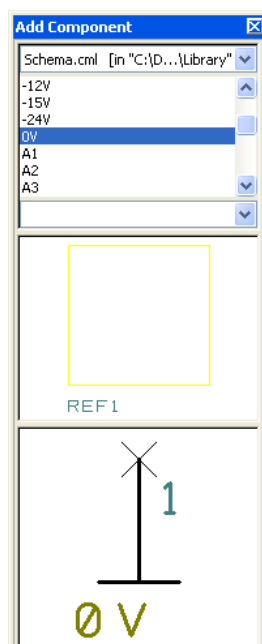 Add Component
Schema.cml [in "C:\D...\Library"
-12V
-15V
-24V
0V
A1
A2
A3
REF1
1
0 V